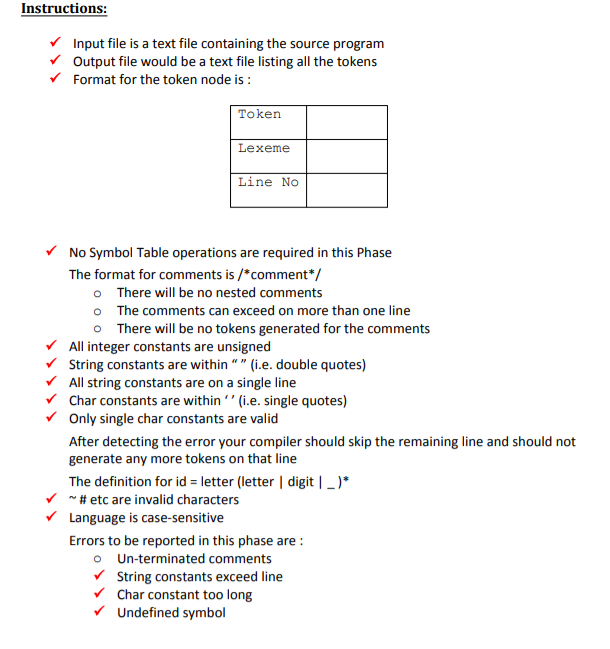 Instructions:
✓ Input file is a text file containing the source program
✓ Output file would be a text file listing all the tokens
✓ Format for the token node is :
Token
Lexeme
Line No
✓ No Symbol Table operations are required in this Phase
The format for comments is /*comment*/
o There will be no nested comments
o The comments can exceed on more than one line
o There will be no tokens generated for the comments
✓ All integer constants are unsigned
✓ String constants are within “ ” (i.e. double quotes)
✓ All string constants are on a single line
✓ Char constants are within ‘ ’ (i.e. single quotes)
✓ Only single char constants are valid
After detecting the error your compiler should skip the remaining line and should not
generate any more tokens on that line
The definition for id = letter (letter | digit | _ )*
✓ ~ # etc are invalid characters
✓ Language is case-sensitive
Errors to be reported in this phase are :
o Un-terminated comments
✓ String constants exceed line
✓ Char constant too long
✓ Undefined symbol